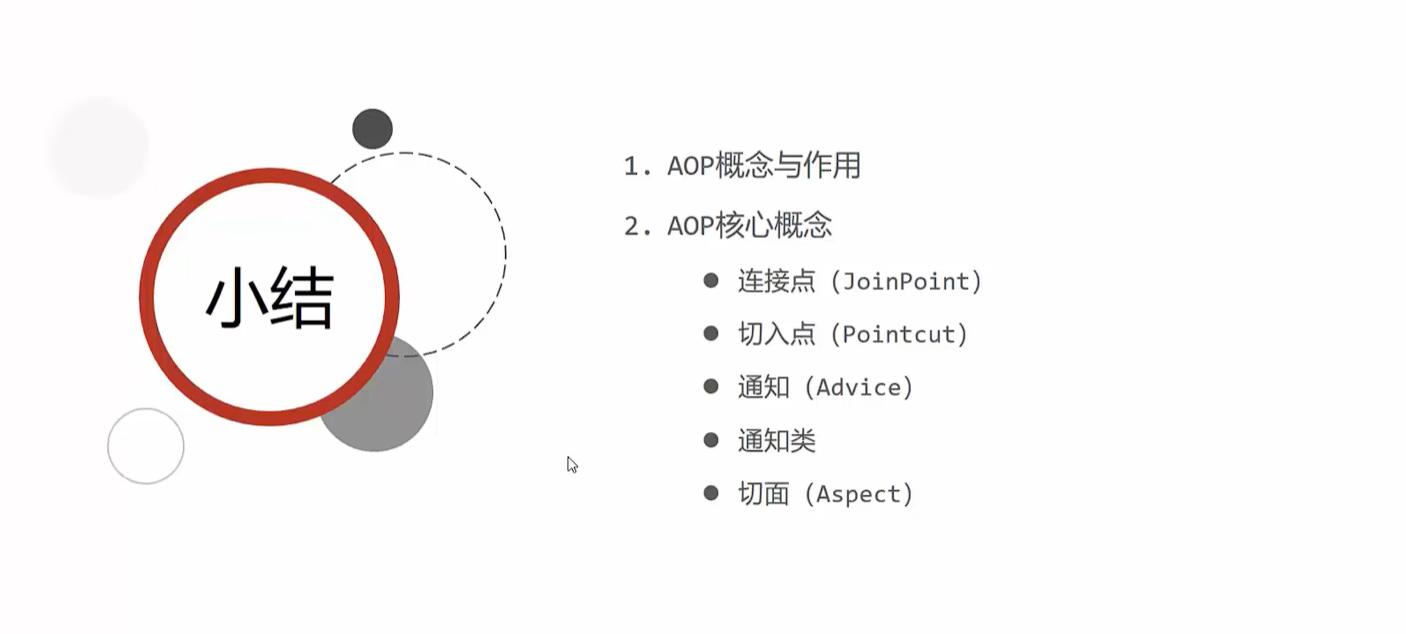 小结
1. AOP概念与作用
2. AOP核心概念
● 连接点（JoinPoint）
● 切入点（Pointcut）
● 通知（Advice）
● 通知类
● 切面（Aspect）